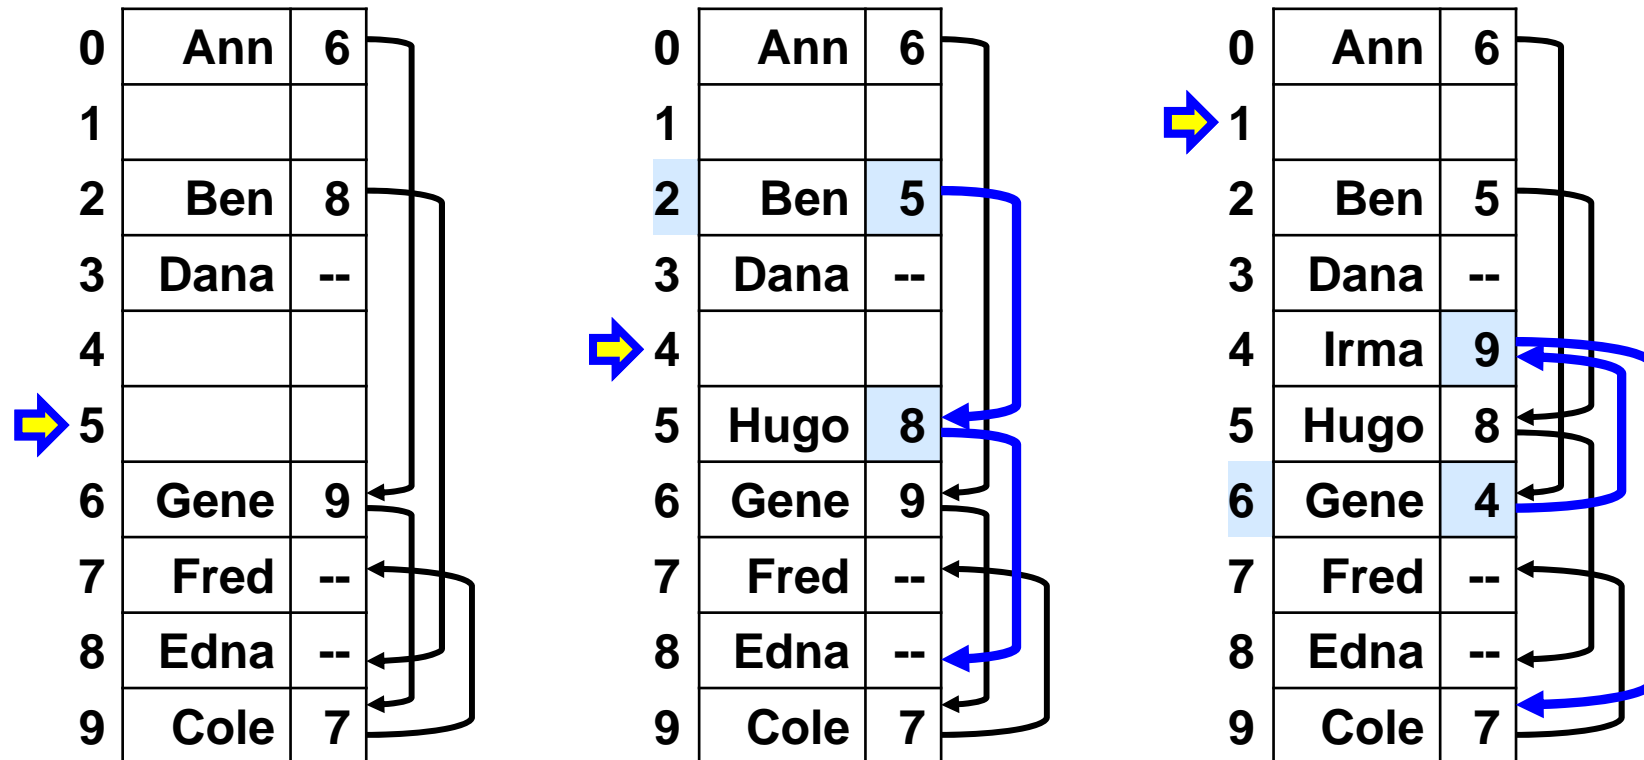 0 Ann 6
1
2 Ben 8
3 Dana --
4
5
6 Gene 9
7 Fred --
8 Edna --
9 Cole 7
0 Ann 6
1
2 Ben 5
3 Dana --
4
5 Hugo 8
6 Gene 9
7 Fred --
8 Edna --
9 Cole 7
0 Ann 6
1
2 Ben 5
3 Dana --
4 Irma 9
5 Hugo 8
6 Gene 4
7 Fred --
8 Edna --
9 Cole 7